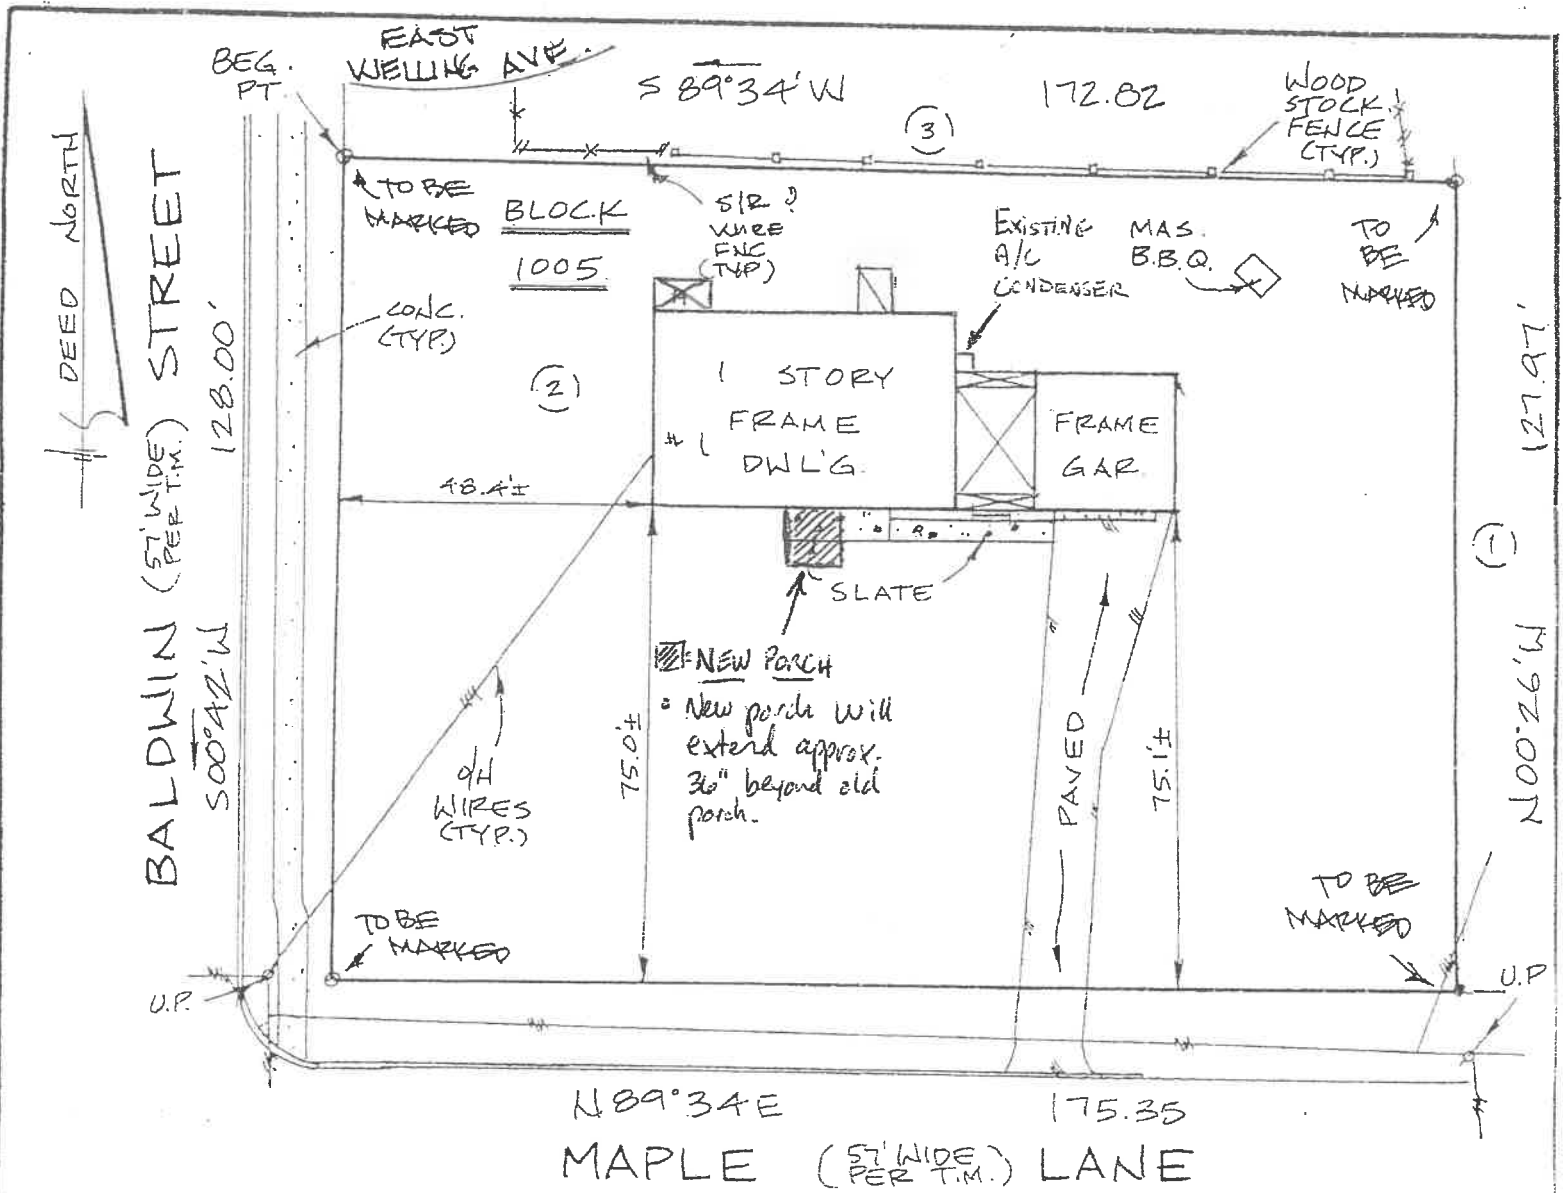 EAST
WELLING AVE.
BEG.
PT.
S 89°34'W
172.82
WOOD
STOCK.
FENCE
(TYP.)
3
DEED NORTH
TO BE
MARKED
BLOCK
1005
S/R &
WIRE
FNC
(TYP)
EXISTING
A/C
CONDENSER
MAS.
B.B.Q.
TO
BE
MARKED
BALDWIN (57' WIDE PER T.M.) STREET
128.00'
S00°42'W
CONC.
(TYP.)
2
1 STORY
FRAME
DWL'G.
# 1
FRAME
GAR.
127.97'
1
N00°26'W
48.4'±
SLATE
= NEW PORCH
• New porch will
extend approx.
36" beyond old
porch.
75.0'±
PAVED
75.1'±
O/H
WIRES
(TYP.)
TO BE
MARKED
TO BE
MARKED
U.P.
U.P
N89°34'E
175.35
MAPLE (57' WIDE PER T.M.) LANE